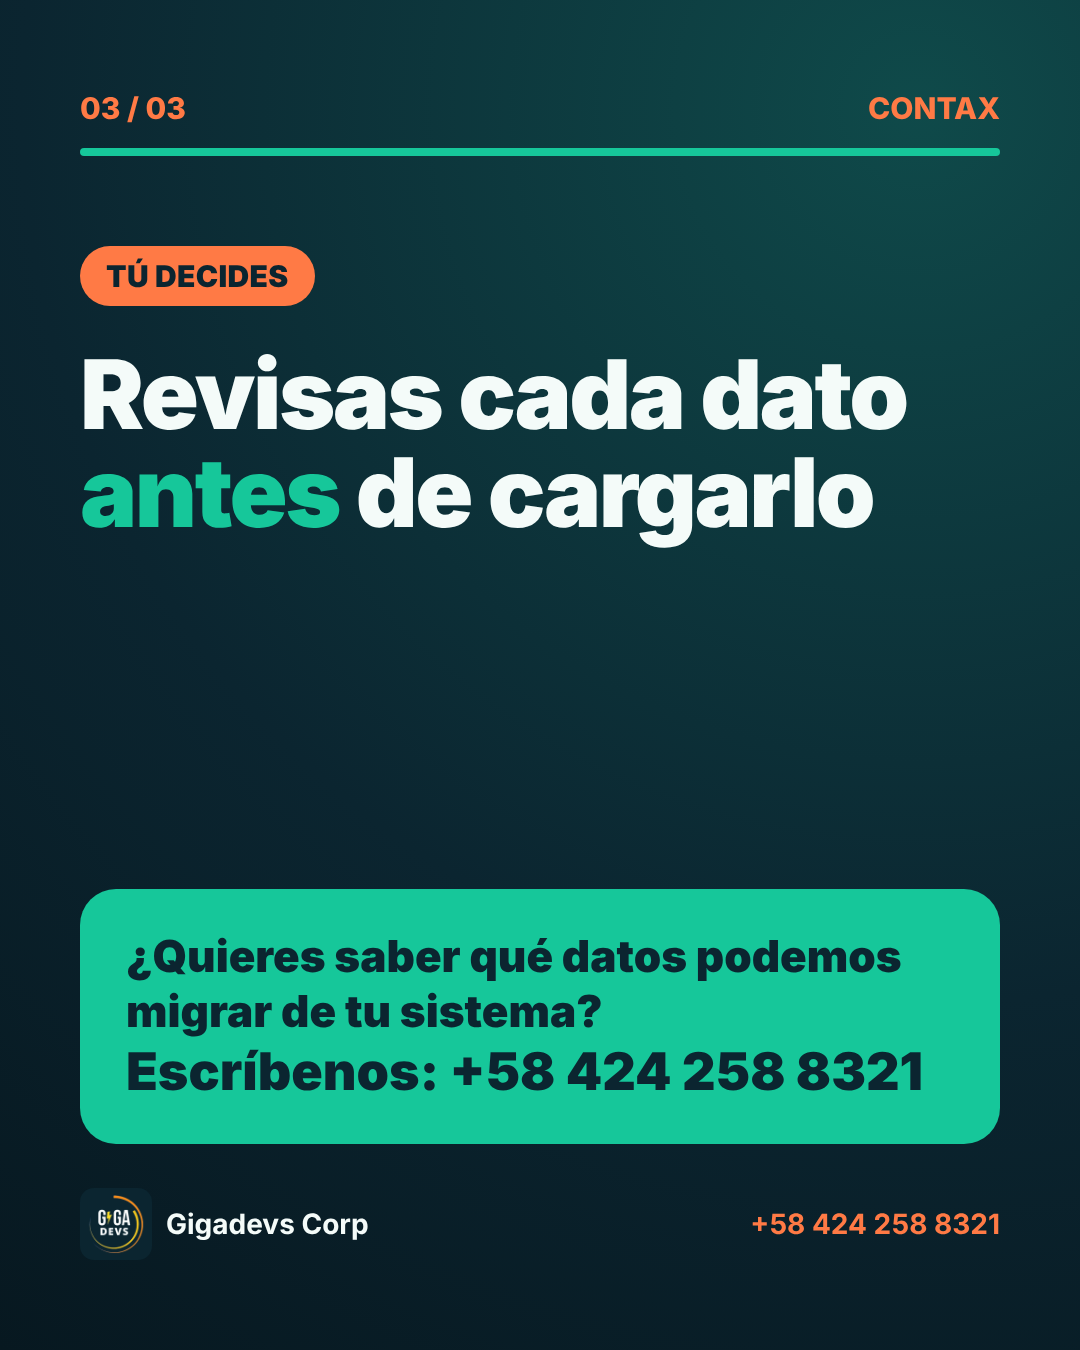 03 / 03
CONTAX
TÚ DECIDES
Revisas cada dato
antes de cargarlo
¿Quieres saber qué datos podemos
migrar de tu sistema?
Escríbenos: +58 424 258 8321
GIGA
DEVS
Gigadevs Corp
+58 424 258 8321